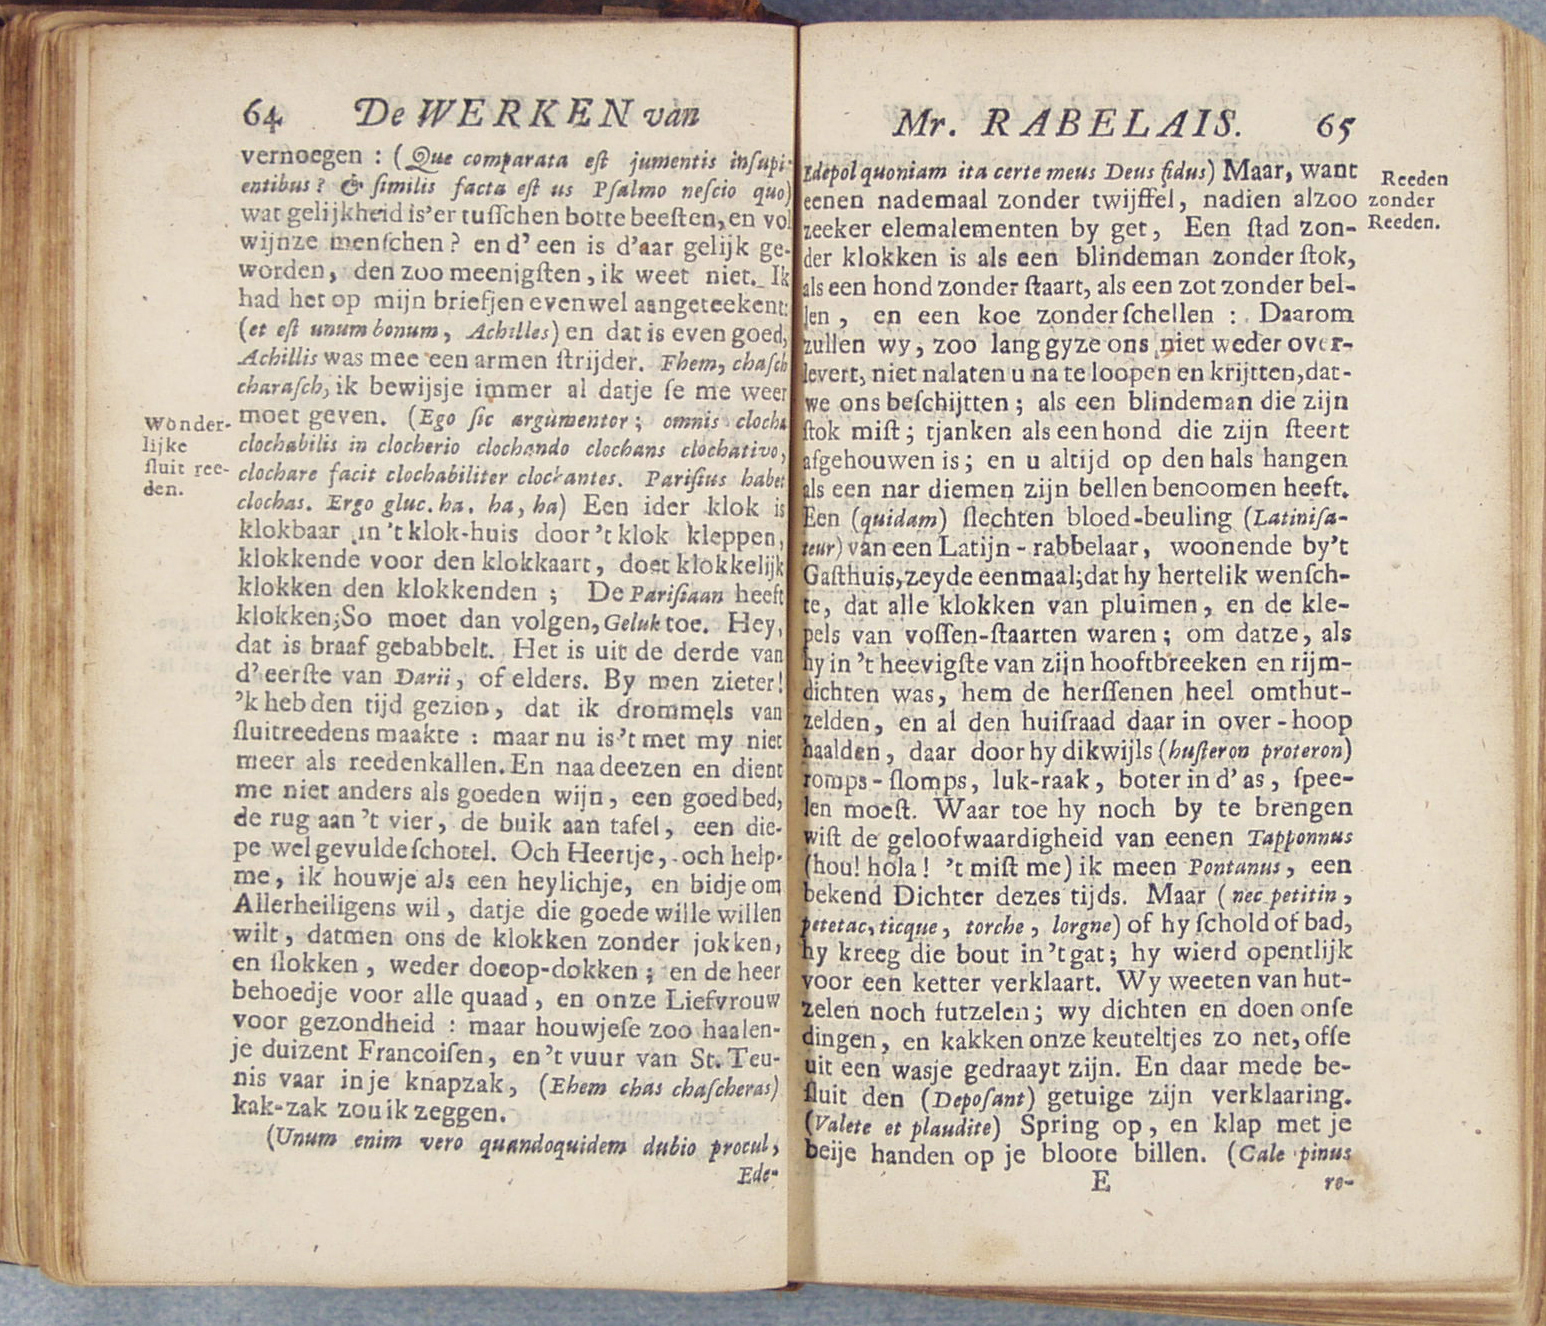 64 De WERKEN van
vernoegen : (Que comparata eſt jumentis inſupi-
entibus? & ſimilis facta eſt us Pſalmo neſcio quo)
wat gelijkheid is'er tuſſchen botte beeſten, en vol
wijnze menſchen? en d'een is d'aar gelijk ge-
worden, den zoo meenigſten, ik weet niet. Ik
had het op mijn briefjen evenwel aangeteekent:
(et eſt unum bonum, Achilles) en dat is even goed,
Achillis was mee een armen ſtrijder. Ehem, chaſch
charaſch, ik bewijsje immer al datje ſe me weer
moet geven. (Ego ſic argumentor; omnis clocha
clochabilis in clocherio clochando clochans clochativo,
clochare facit clochabiliter clockantes. Pariſius habet
clochas. Ergo gluc. ha, ha, ha) Een ider klok is
klokbaar in 't klok-huis door 't klok kleppen,
klokkende voor den klokkaart, doet klokkelijk
klokken den klokkenden ; De Pariſiaan heeft
klokken;So moet dan volgen, Geluk toe. Hey,
dat is braaf gebabbelt. Het is uit de derde van
d'eerſte van Darii, of elders. By men zieter!
'k heb den tijd gezien, dat ik drommels van
ſluitreedens maakte : maar nu is 't met my niet
meer als reedenkallen. En naa deezen en dient
me niet anders als goeden wijn, een goed bed,
de rug aan 't vier, de buik aan tafel, een die-
pe wel gevulde ſchotel. Och Heertje, och help-
me, ik houwje als een heylichje, en bidje om
Allerheiligens wil, datje die goede wille willen
wilt, datmen ons de klokken zonder jokken,
en ſlokken, weder doeop-dokken ; en de heer
behoedje voor alle quaad, en onze Liefvrouw
voor gezondheid : maar houwjeſe zoo haalen-
je duizent Francoiſen, en 't vuur van St. Teu-
nis vaar in je knapzak, (Ehem chas chaſcheras)
kak-zak zou ik zeggen.
(Unum enim vero quandoquidem dubio procul,
Ede-
Wonder-
lijke
ſluit ree-
den.
Mr. RABELAIS. 65
Edepol quoniam ita certe meus Deus fidus) Maar, want
eenen nademaal zonder twijffel, nadien alzoo
zeeker elemalementen by get, Een ſtad zon-
der klokken is als een blindeman zonder ſtok,
als een hond zonder ſtaart, als een zot zonder bel-
len, en een koe zonder ſchellen : Daarom
zullen wy, zoo lang gyze ons niet weder over-
levert, niet nalaten u na te loopen en krijtten, dat-
we ons beſchijtten ; als een blindeman die zijn
ſtok miſt ; tjanken als een hond die zijn ſteert
afgehouwen is ; en u altijd op den hals hangen
als een nar diemen zijn bellen benoomen heeft.
Een (quidam) ſlechten bloed-beuling (Latiniſa-
teur) van een Latijn - rabbelaar, woonende by't
Gaſthuis, zeyde eenmaal; dat hy hertelik wenſch-
te, dat alle klokken van pluimen, en de kle-
pels van voſſen-ſtaarten waren ; om datze, als
hy in 't heevigſte van zijn hooftbreeken en rijm-
dichten was, hem de herſſenen heel omthut-
zelden, en al den huiſraad daar in over - hoop
haalden, daar door hy dikwijls (huſteron proteron)
romps - ſlomps, luk-raak, boter in d'as, ſpee-
len moeſt. Waar toe hy noch by te brengen
wiſt de geloofwaardigheid van eenen Tapponnus
(hou! hola! 't miſt me) ik meen Pontanus, een
bekend Dichter dezes tijds. Maar (nec petitin,
petetac, ticque, torche, lorgne) of hy ſchold of bad,
hy kreeg die bout in 't gat ; hy wierd opentlijk
voor een ketter verklaart. Wy weeten van hut-
zelen noch futzelen ; wy dichten en doen onſe
dingen, en kakken onze keuteltjes zo net, offe
uit een wasje gedraayt zijn. En daar mede be-
ſluit den (Depoſant) getuige zijn verklaaring.
(Valete et plaudite) Spring op, en klap met je
beije handen op je bloote billen. (Cale pinus
E re-
Reeden
zonder
Reeden.